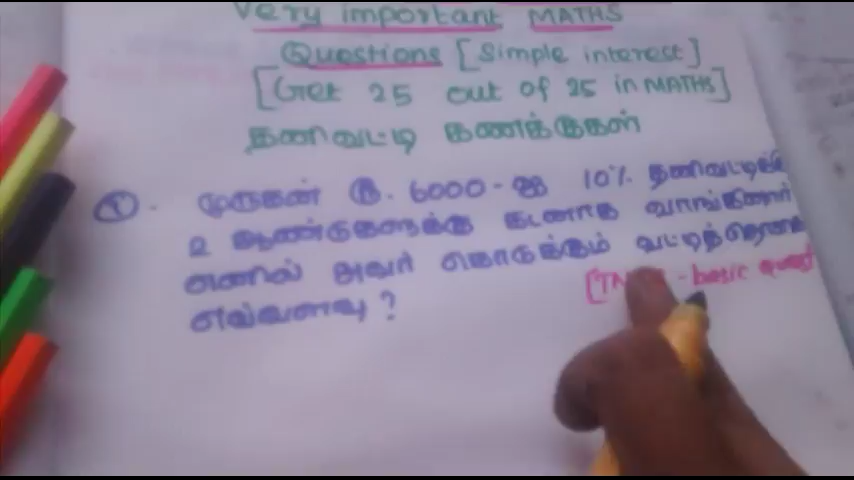 Very important MATHS
Questions [Simple interest]
[Get 25 out of 25 in MATHS]
தனிவட்டி கணக்குகள்
1. முருகன் ரூ. 6000-ஐ 10% தனிவட்டிக்கு
2 ஆண்டுகளுக்கு கடனாக வாங்கினார்
எனில் அவர் கொடுக்கும் வட்டித்தொகை
எவ்வளவு?
- basic